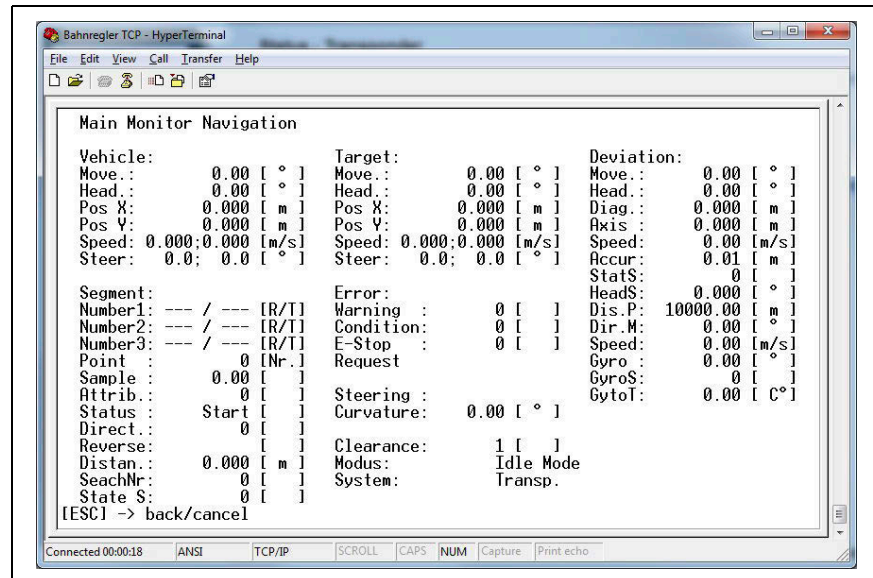 Bahnregler TCP - HyperTerminal
File Edit View Call Transfer Help
Main Monitor Navigation
Vehicle: Target: Deviation:
Move.: 0.00 [ ° ] Move.: 0.00 [ ° ] Move.: 0.00 [ ° ]
Head.: 0.00 [ ° ] Head.: 0.00 [ ° ] Head.: 0.00 [ ° ]
Pos X: 0.000 [ m ] Pos X: 0.000 [ m ] Diag.: 0.000 [ m ]
Pos Y: 0.000 [ m ] Pos Y: 0.000 [ m ] Axis : 0.000 [ m ]
Speed: 0.000;0.000 [m/s] Speed: 0.000;0.000 [m/s] Speed: 0.00 [m/s]
Steer: 0.0; 0.0 [ ° ] Steer: 0.0; 0.0 [ ° ] Accur: 0.01 [ m ]
StatS: 0 [ ]
Segment: Error: HeadS: 0.000 [ ° ]
Number1: --- / --- [R/T] Warning : 0 [ ] Dis.P: 10000.00 [ m ]
Number2: --- / --- [R/T] Condition: 0 [ ] Dir.M: 0.00 [ ° ]
Number3: --- / --- [R/T] E-Stop : 0 [ ] Speed: 0.00 [m/s]
Point : 0 [Nr.] Request Gyro : 0.00 [ ° ]
Sample : 0.00 [ ] GyroS: 0 [ ]
Attrib.: 0 [ ] Steering : GytoT: 0.00 [ C°]
Status : Start [ ] Curvature: 0.00 [ ° ]
Direct.: 0 [ ]
Reverse: [ ] Clearance: 1 [ ]
Distan.: 0.000 [ m ] Modus: Idle Mode
SeachNr: 0 [ ] System: Transp.
State S: 0 [ ]
[ESC] -> back/cancel
Connected 00:00:18 ANSI TCP/IP SCROLL CAPS NUM Capture Print echo